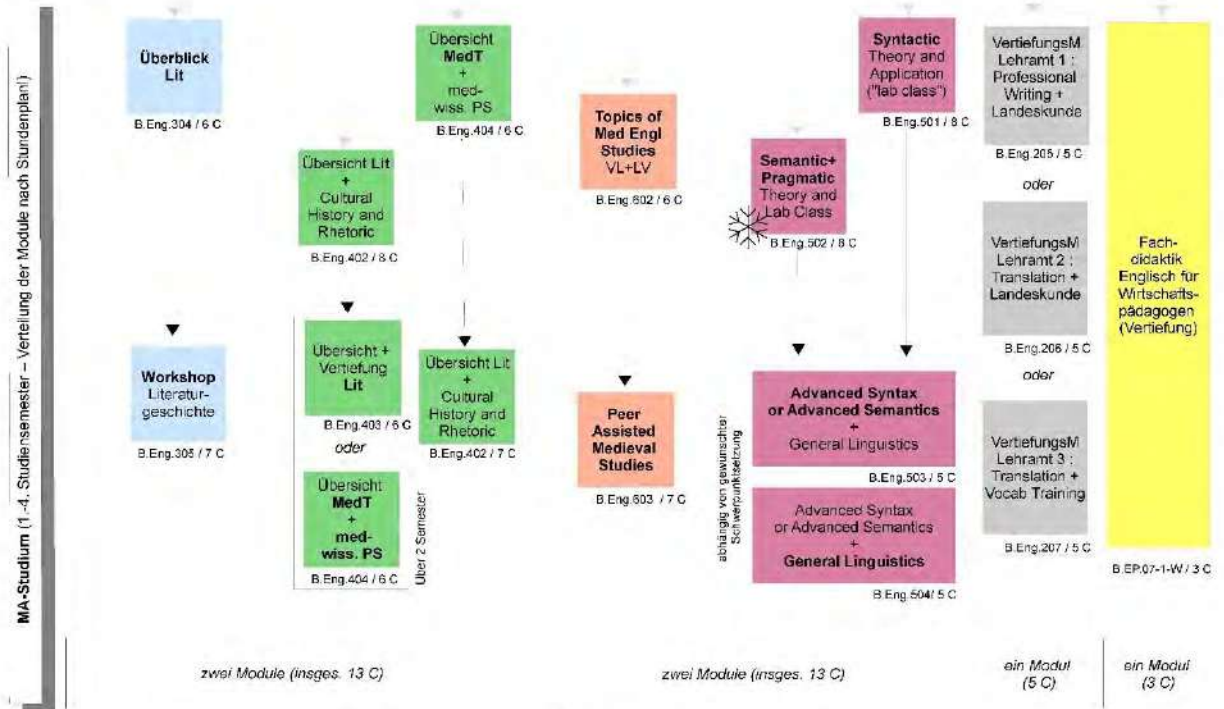 MA-Studium (1.-4. Studiensemester – Verteilung der Module nach Stundenplan!)
Überblick
Lit
B.Eng.304 / 6 C
Workshop
Literatur-
geschichte
B.Eng.305 / 7 C
Übersicht Lit
+
Cultural
History and
Rhetoric
B.Eng.402 / 8 C
Übersicht +
Vertiefung
Lit
B.Eng.403 / 6 C
oder
Übersicht
MedT
+
med-
wiss. PS
B.Eng.404 / 6 C
Über 2 Semester
Übersicht
MedT
+
med-
wiss. PS
B.Eng.404 / 6 C
Übersicht Lit
+
Cultural
History and
Rhetoric
B.Eng.402 / 7 C
zwei Module (insges. 13 C)
Topics of
Med Engl
Studies
VL+LV
B.Eng.602 / 6 C
Peer
Assisted
Medieval
Studies
B.Eng.603 / 7 C
Semantic+
Pragmatic
Theory and
Lab Class
B.Eng.502 / 8 C
Syntactic
Theory and
Application
("lab class")
B.Eng.501 / 8 C
abhängig von gewünschter
Schwerpunktsetzung
Advanced Syntax
or Advanced Semantics
+
General Linguistics
B.Eng.503 / 5 C
Advanced Syntax
or Advanced Semantics
+
General Linguistics
B.Eng.504/ 5 C
zwei Module (insges. 13 C)
VertiefungsM
Lehramt 1 :
Professional
Writing +
Landeskunde
B.Eng.205 / 5 C
oder
VertiefungsM
Lehramt 2 :
Translation +
Landeskunde
B.Eng.206 / 5 C
oder
VertiefungsM
Lehramt 3 :
Translation +
Vocab Training
B.Eng.207 / 5 C
ein Modul
(5 C)
Fach-
didaktik
Englisch für
Wirtschafts-
pädagogen
(Vertiefung)
B.EP.07-1-W / 3 C
ein Modul
(3 C)